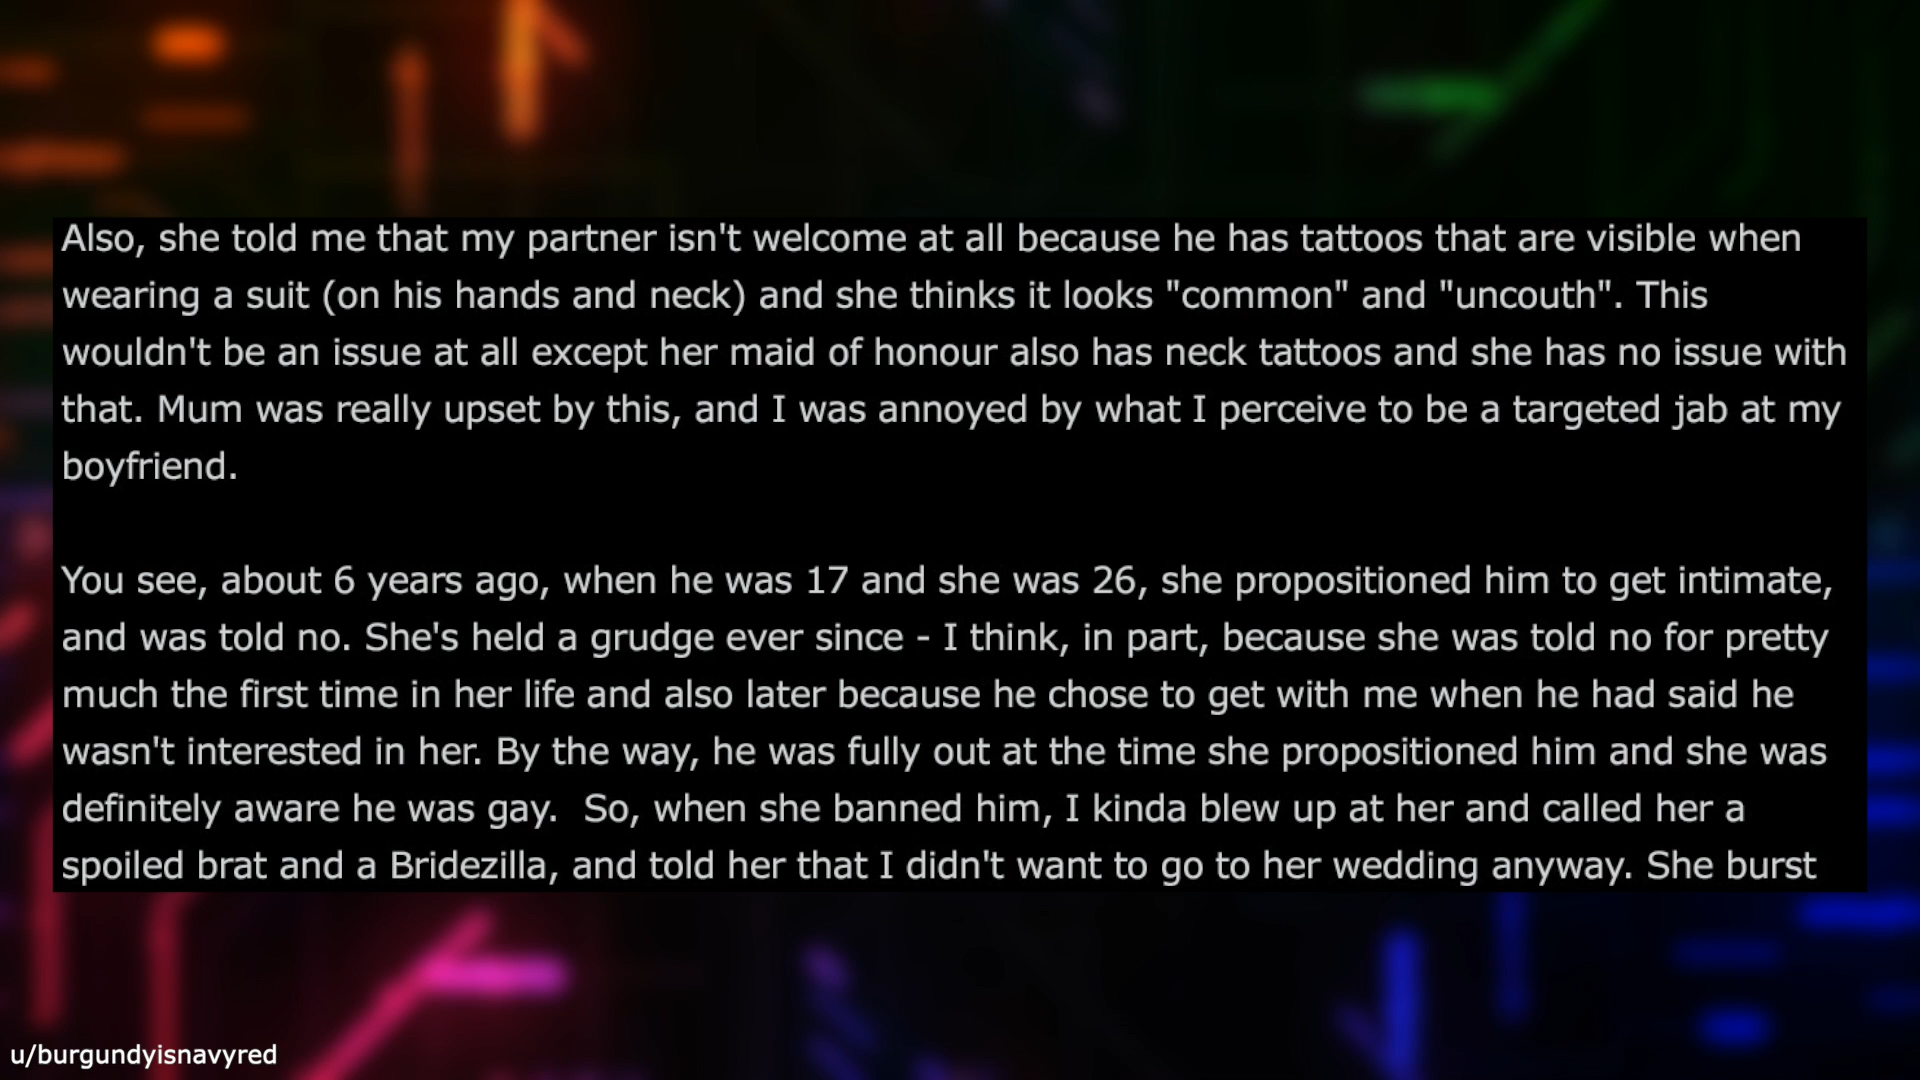 Also, she told me that my partner isn't welcome at all because he has tattoos that are visible when
wearing a suit (on his hands and neck) and she thinks it looks "common" and "uncouth". This
wouldn't be an issue at all except her maid of honour also has neck tattoos and she has no issue with
that. Mum was really upset by this, and I was annoyed by what I perceive to be a targeted jab at my
boyfriend.
You see, about 6 years ago, when he was 17 and she was 26, she propositioned him to get intimate,
and was told no. She's held a grudge ever since - I think, in part, because she was told no for pretty
much the first time in her life and also later because he chose to get with me when he had said he
wasn't interested in her. By the way, he was fully out at the time she propositioned him and she was
definitely aware he was gay.  So, when she banned him, I kinda blew up at her and called her a
spoiled brat and a Bridezilla, and told her that I didn't want to go to her wedding anyway. She burst
u/burgundyisnavyred